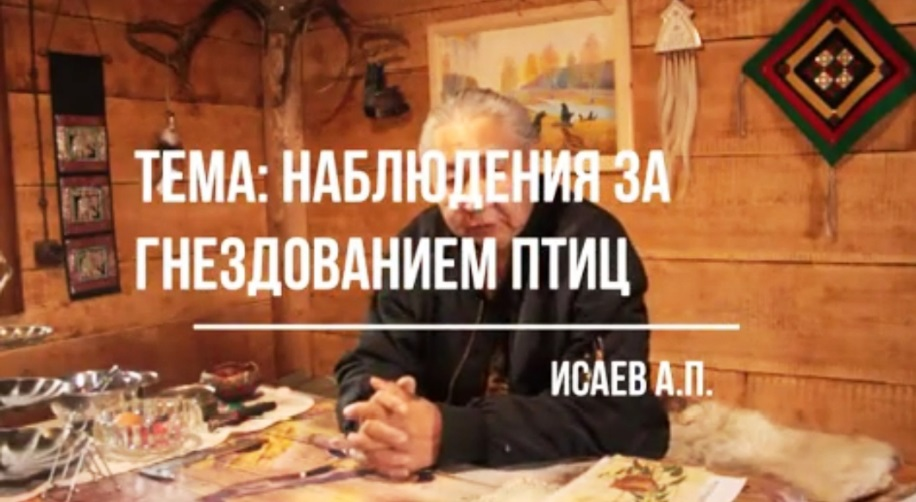 ТЕМА: НАБЛЮДЕНИЯ ЗА
ГНЕЗДОВАНИЕМ ПТИЦ
ИСАЕВ А.П.